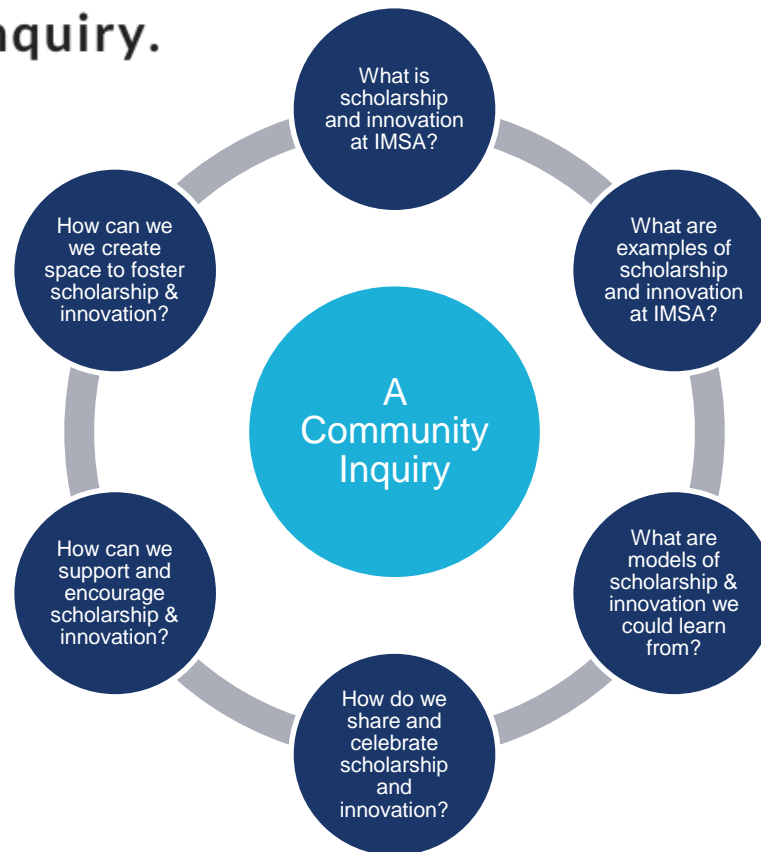 nquiry.
What is
scholarship
and innovation
at IMSA?
What are
examples of
scholarship
and innovation
at IMSA?
What are
models of
scholarship &
innovation we
could learn
from?
How do we
share and
celebrate
scholarship
and
innovation?
How can we
support and
encourage
scholarship &
innovation?
How can we
we create
space to foster
scholarship &
innovation?
A
Community
Inquiry